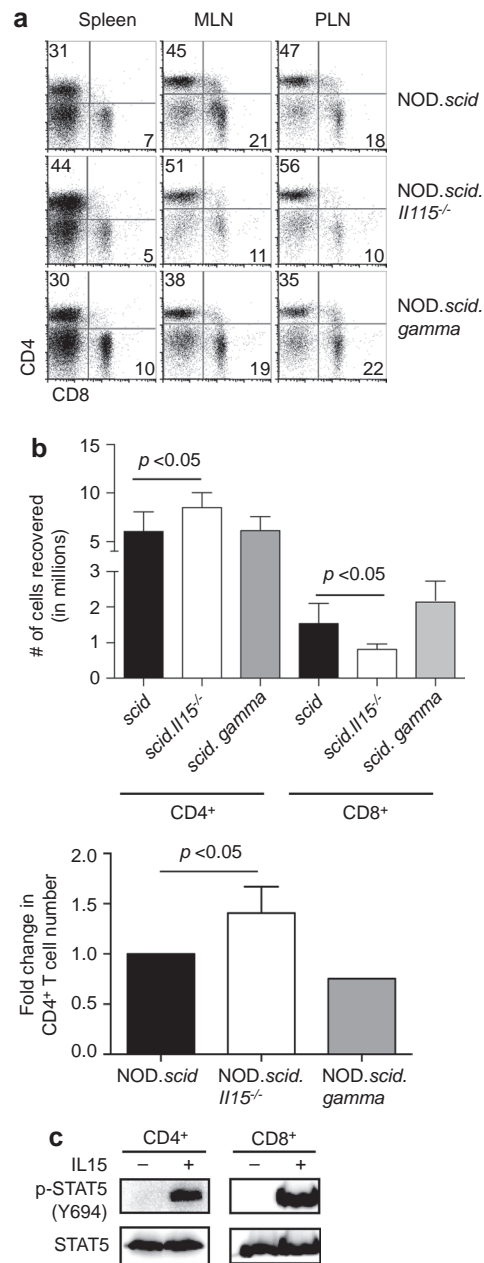 a
Spleen MLN PLN
31 45 47
7 21 18
NOD.scid
44 51 56
5 11 10
NOD.scid.
Il115-/-
30 38 35
10 19 22
NOD.scid.
gamma
CD4
CD8
b
# of cells recovered
(in millions)
15
10
5
3
2
1
0
p <0.05
p <0.05
scid
scid.Il15-/-
scid. gamma
scid
scid.Il15-/-
scid. gamma
CD4+
CD8+
Fold change in
CD4+ T cell number
2.0
1.5
1.0
0.5
0.0
p <0.05
NOD.scid
NOD.scid.
Il15-/-
NOD.scid.
gamma
c
CD4+ CD8+
IL15 – + – +
p-STAT5
(Y694)
STAT5